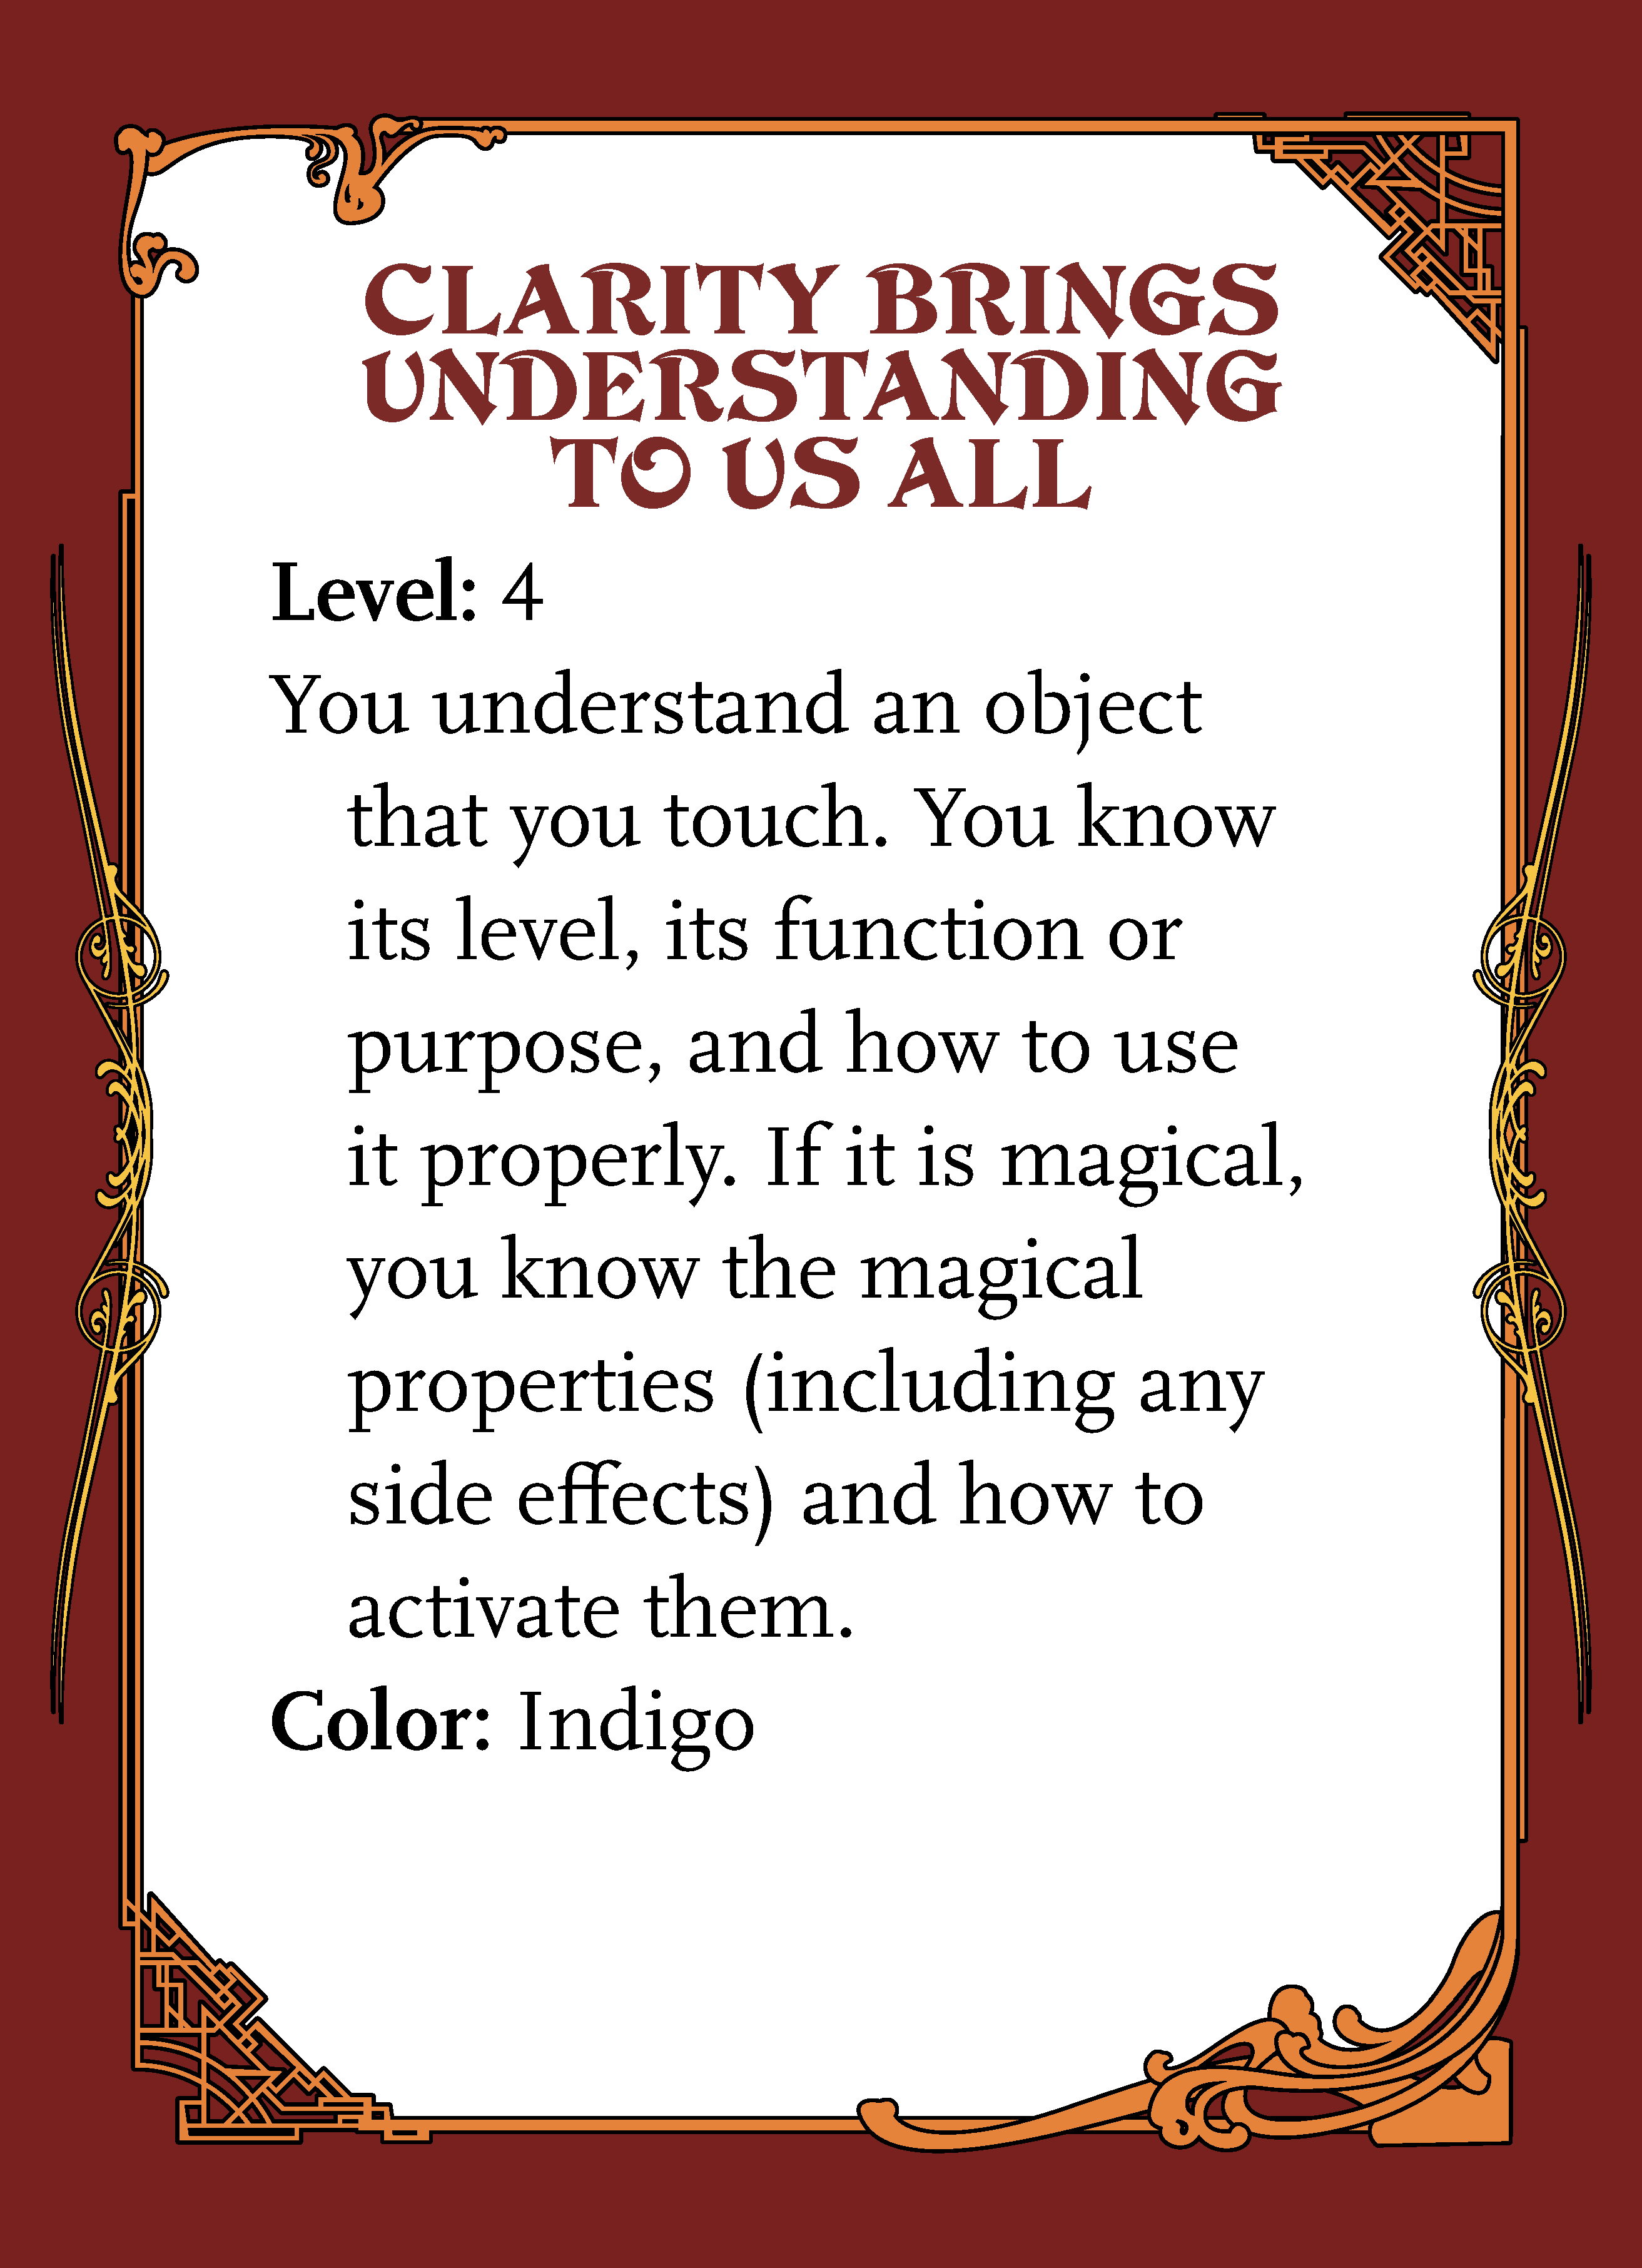 CLARITY BRINGS
UNDERSTANDING
TO US ALL
Level: 4
You understand an object
that you touch. You know
its level, its function or
purpose, and how to use
it properly. If it is magical,
you know the magical
properties (including any
side effects) and how to
activate them.
Color: Indigo